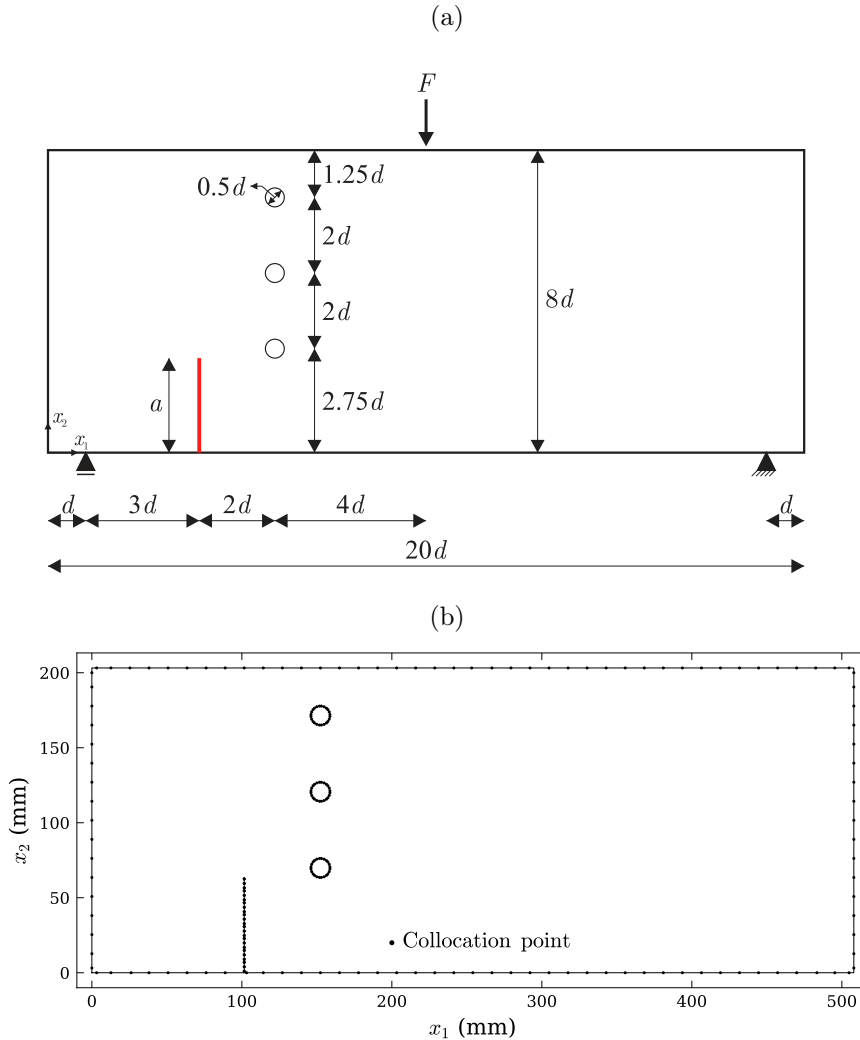 (a)
F
1.25d
0.5d
2d
8d
2d
a
2.75d
x₂
x₁
d
3d
2d
4d
d
20d
(b)
200
150
100
50
0
x₂ (mm)
Collocation point
0
100
200
300
400
500
x₁ (mm)